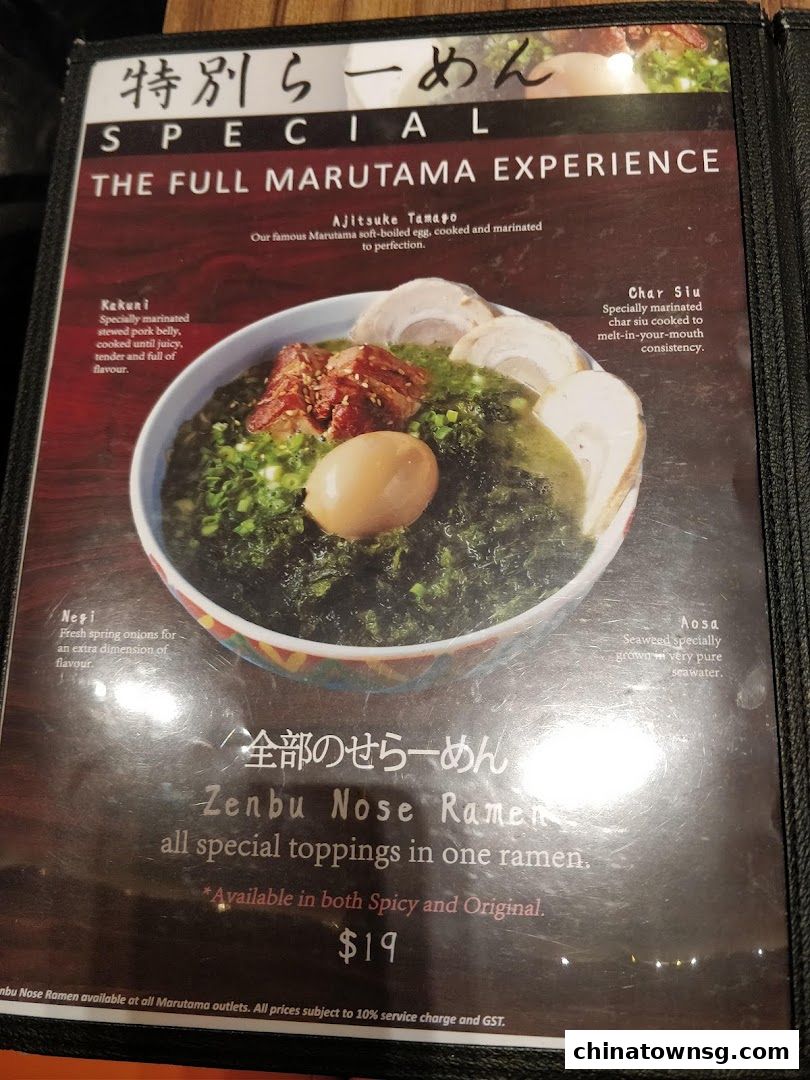 特別らーめん
SPECIAL
THE FULL MARUTAMA EXPERIENCE
Ajitsuke Tamago
Our famous Marutama soft-boiled egg, cooked and marinated
to perfection.
Kakuni
Specially marinated
stewed pork belly,
cooked until juicy,
tender and full of
flavour.
Char Siu
Specially marinated
char siu cooked to
melt-in-your-mouth
consistency.
Negi
Fresh spring onions for
an extra dimension of
flavour.
Aosa
Seaweed specially
grown in very pure
seawater.
全部のせらーめん
Zenbu Nose Ramen
all special toppings in one ramen.
*Available in both Spicy and Original.
$19
nbu Nose Ramen available at all Marutama outlets. All prices subject to 10% service charge and GST.
chinatownsg.com